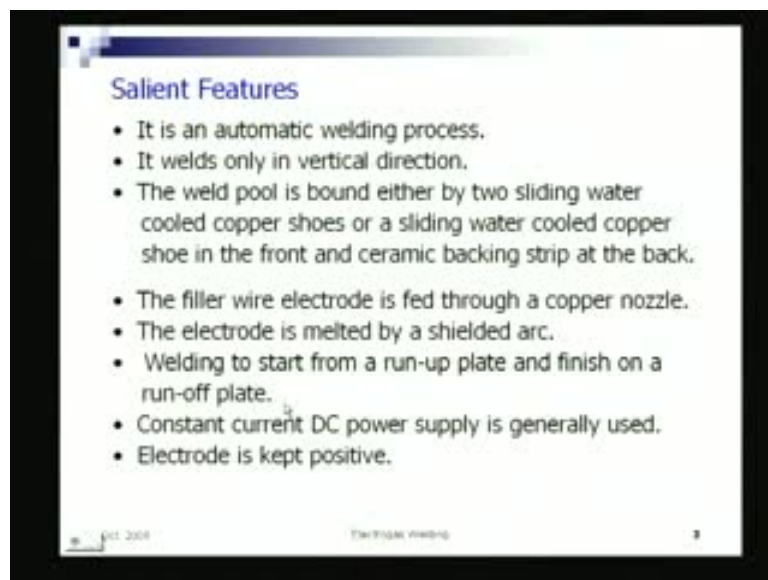 Salient Features
• It is an automatic welding process.
• It welds only in vertical direction.
• The weld pool is bound either by two sliding water
cooled copper shoes or a sliding water cooled copper
shoe in the front and ceramic backing strip at the back.
• The filler wire electrode is fed through a copper nozzle.
• The electrode is melted by a shielded arc.
• Welding to start from a run-up plate and finish on a
run-off plate.
• Constant current DC power supply is generally used.
• Electrode is kept positive.
Electrogas Welding
3